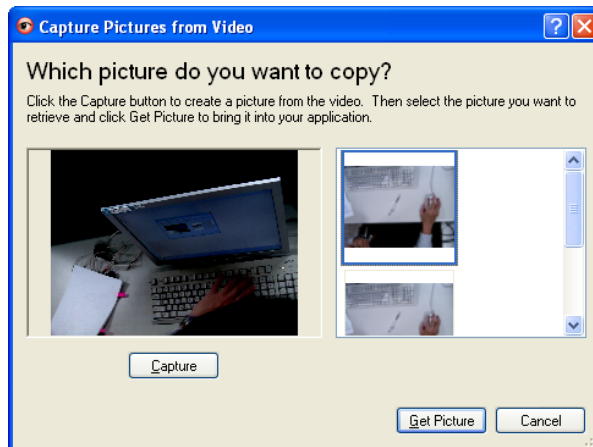 Capture Pictures from Video
Which picture do you want to copy?
Click the Capture button to create a picture from the video. Then select the picture you want to
retrieve and click Get Picture to bring it into your application.
Capture
Get Picture
Cancel